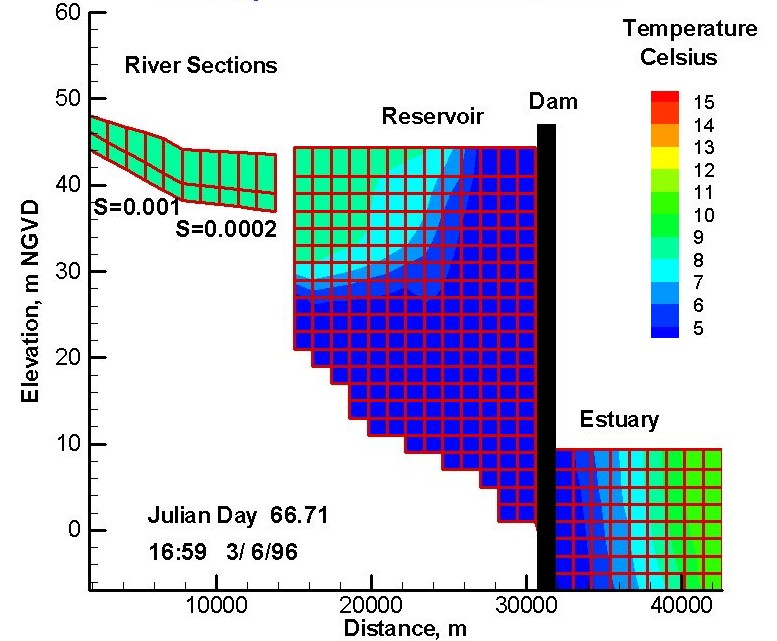 60
River Sections
50
Reservoir
Dam
Temperature
Celsius
15
14
13
12
11
10
9
8
7
6
5
40
S=0.001
S=0.0002
Elevation, m NGVD
30
20
10
0
Estuary
Julian Day 66.71
16:59 3/ 6/96
10000
20000
30000
40000
Distance, m